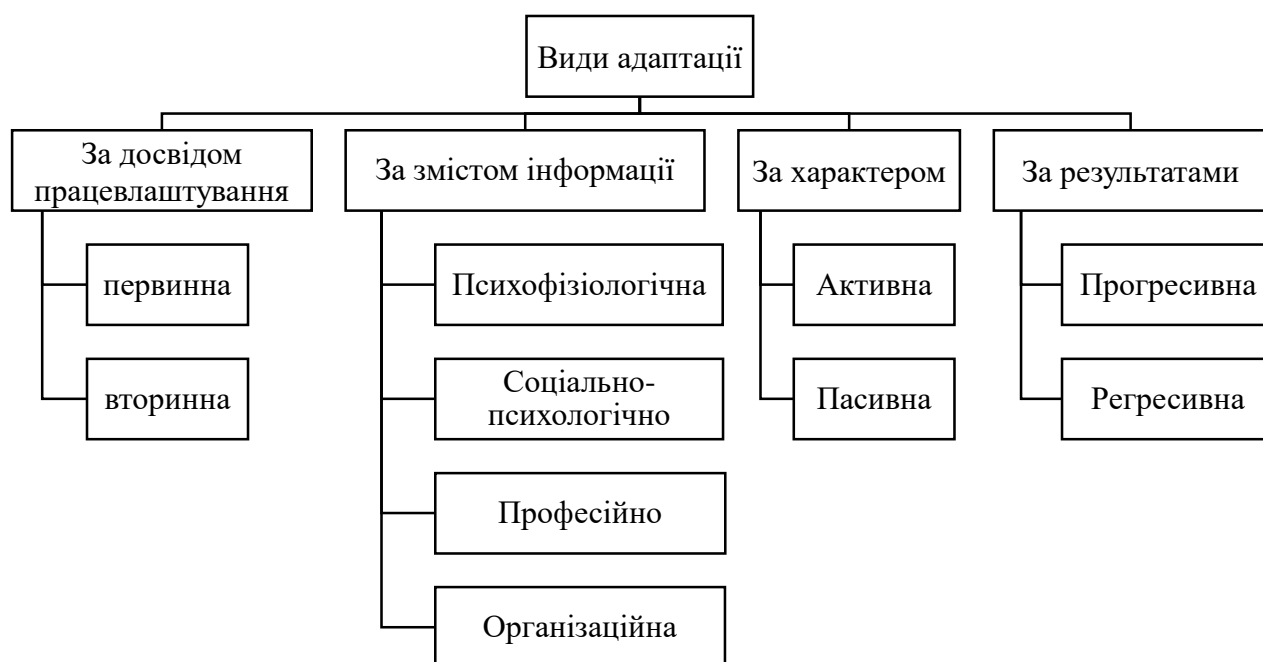 Види адаптації
За досвідом
працевлаштування
первинна
вторинна
За змістом інформації
Психофізіологічна
Соціально-
психологічно
Професійно
Організаційна
За характером
Активна
Пасивна
За результатами
Прогресивна
Регресивна